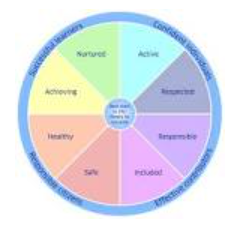 Successful learners
Confident individuals
Nurtured
Active
Achieving
Respected
Healthy
Responsible
Safe
Included
Responsible citizens
Effective contributors